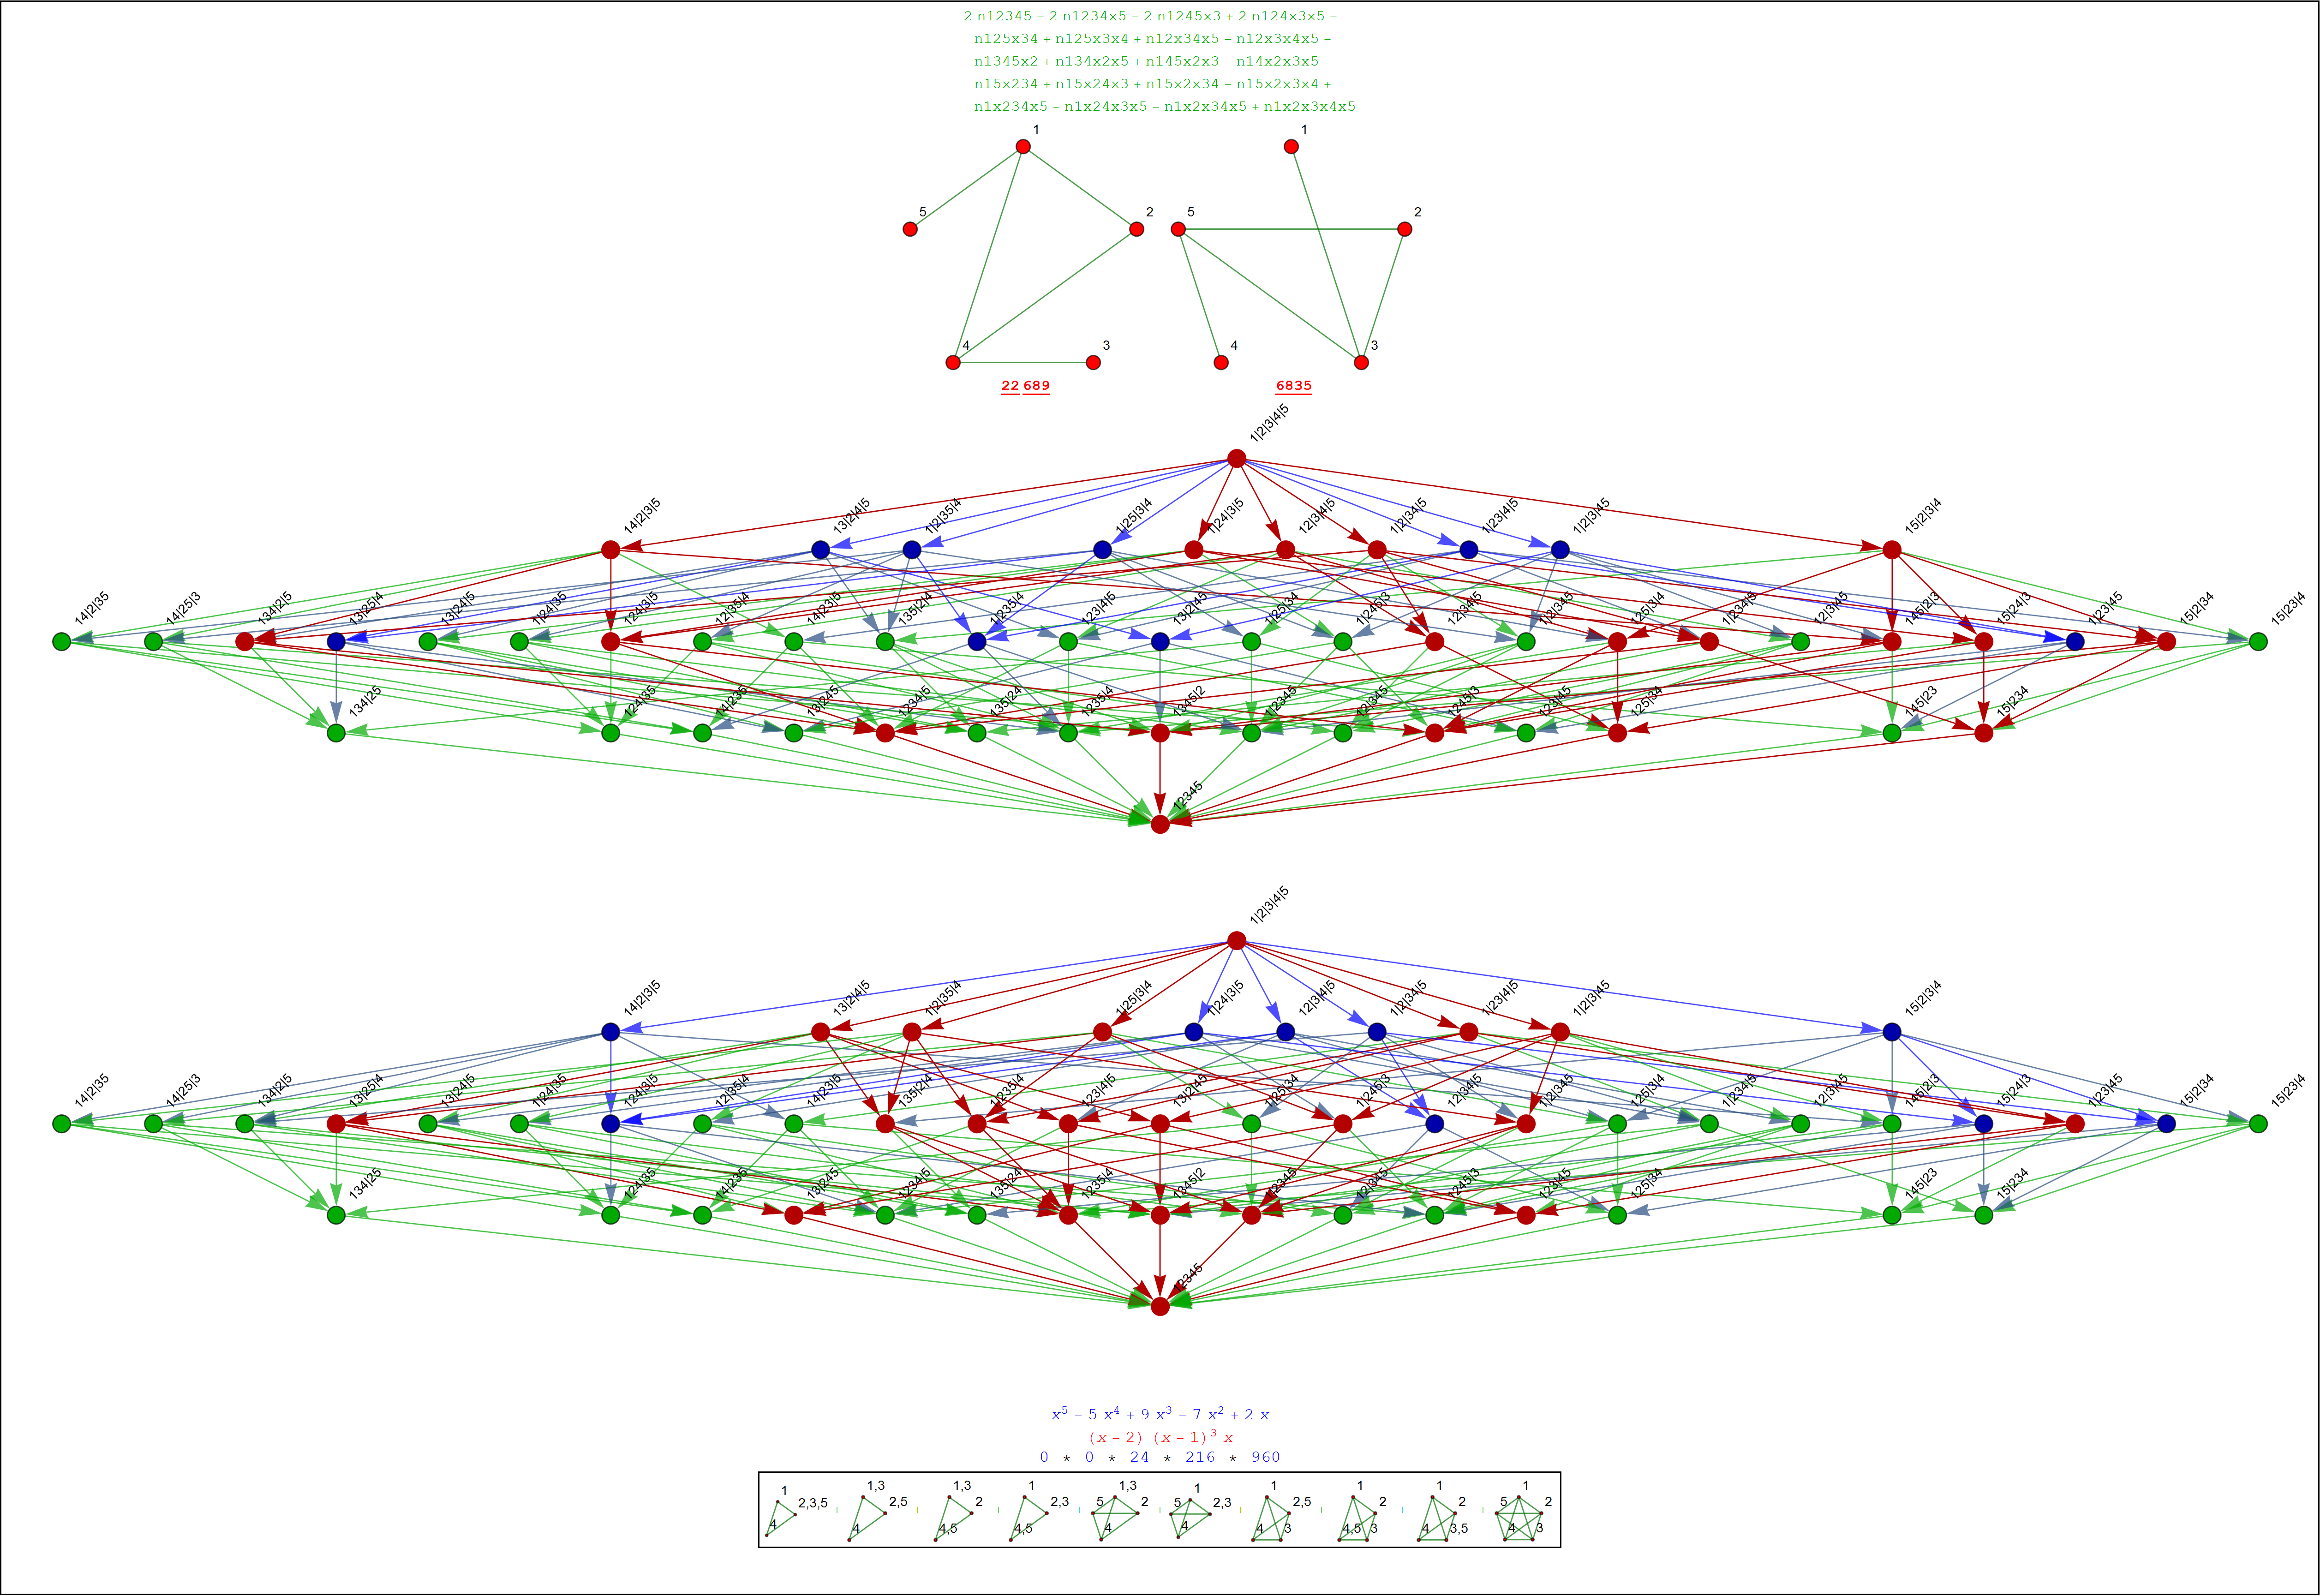 2 n12345 − 2 n1234x5 − 2 n1245x3 + 2 n124x3x5 −
n125x34 + n125x3x4 + n12x34x5 − n12x3x4x5 −
n1345x2 + n134x2x5 + n145x2x3 − n14x2x3x5 −
n15x234 + n15x24x3 + n15x2x34 − n15x2x3x4 +
n1x234x5 − n1x24x3x5 − n1x2x34x5 + n1x2x3x4x5
1 1
5 2 5 2
4 3 4 3
22 689 6835
1|2|3|4|5
14|2|3|5 13|2|4|5 1|2|35|4 1|25|3|4 1|24|3|5 12|3|4|5 1|2|34|5 1|23|4|5 1|2|3|45 15|2|3|4
14|2|35 14|25|3 134|2|5 13|25|4 13|24|5 1|24|35 124|3|5 12|35|4 14|23|5 135|2|4 1|235|4 123|4|5 13|2|45 1|25|34 1|245|3 12|34|5 1|2|345 125|3|4 1|234|5 12|3|45 145|2|3 15|24|3 1|23|45 15|2|34 15|23|4
134|25 124|35 14|235 13|245 1234|5 135|24 1235|4 1345|2 1|2345 12|345 1245|3 123|45 125|34 145|23 15|234
12345
1|2|3|4|5
14|2|3|5 13|2|4|5 1|2|35|4 1|25|3|4 1|24|3|5 12|3|4|5 1|2|34|5 1|23|4|5 1|2|3|45 15|2|3|4
14|2|35 14|25|3 134|2|5 13|25|4 13|24|5 1|24|35 124|3|5 12|35|4 14|23|5 135|2|4 1|235|4 123|4|5 13|2|45 1|25|34 1|245|3 12|34|5 1|2|345 125|3|4 1|234|5 12|3|45 145|2|3 15|24|3 1|23|45 15|2|34 15|23|4
134|25 124|35 14|235 13|245 1234|5 135|24 1235|4 1345|2 1|2345 12|345 1245|3 123|45 125|34 145|23 15|234
12345
x⁵ − 5 x⁴ + 9 x³ − 7 x² + 2 x
(x − 2) (x − 1)³ x
0 * 0 * 24 * 216 * 960
1 2,3,5 4 + 1,3 2,5 4 + 1,3 2 4,5 + 1 2,3 4,5 + 1,3 5 2 4 + 1 5 2,3 4 + 1 2,5 4 3 + 1 2 4,5 3 + 1 2 4 3,5 + 1 5 2 4 3